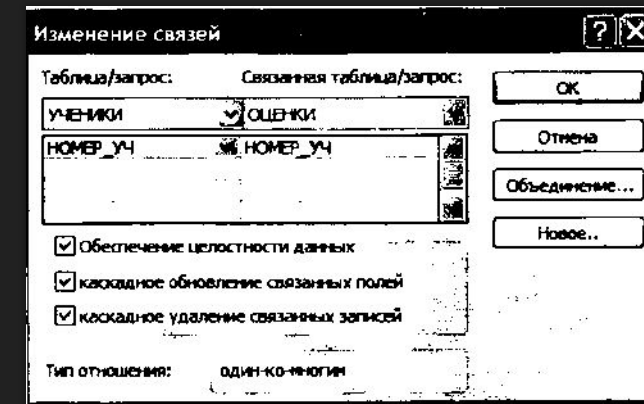 Изменение связей
Таблица/запрос: Связанная таблица/запрос:
УЧЕНИКИ ОЦЕНКИ
НОМЕР_УЧ НОМЕР_УЧ
Обеспечение целостности данных
каскадное обновление связанных полей
каскадное удаление связанных записей
Тип отношения: один-ко-многим
ОК
Отмена
Объединение...
Новое..